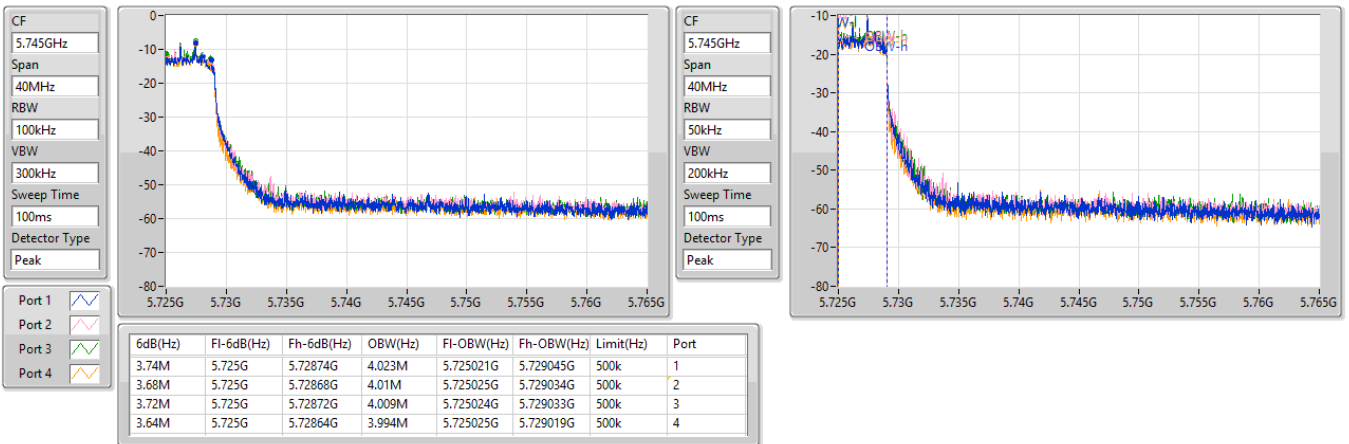 CF
5.745GHz
Span
40MHz
RBW
100kHz
VBW
300kHz
Sweep Time
100ms
Detector Type
Peak
0
-10
-20
-30
-40
-50
-60
-70
-80
5.725G 5.73G 5.735G 5.74G 5.745G 5.75G 5.755G 5.76G 5.765G
CF
5.745GHz
Span
40MHz
RBW
50kHz
VBW
200kHz
Sweep Time
100ms
Detector Type
Peak
-10
-20
-30
-40
-50
-60
-70
-80
5.725G 5.73G 5.735G 5.74G 5.745G 5.75G 5.755G 5.76G 5.765G
Port 1
Port 2
Port 3
Port 4
6dB(Hz) Fl-6dB(Hz) Fh-6dB(Hz) OBW(Hz) Fl-OBW(Hz) Fh-OBW(Hz) Limit(Hz) Port
3.74M 5.725G 5.72874G 4.023M 5.725021G 5.729045G 500k 1
3.68M 5.725G 5.72868G 4.01M 5.725025G 5.729034G 500k 2
3.72M 5.725G 5.72872G 4.009M 5.725024G 5.729033G 500k 3
3.64M 5.725G 5.72864G 3.994M 5.725025G 5.729019G 500k 4